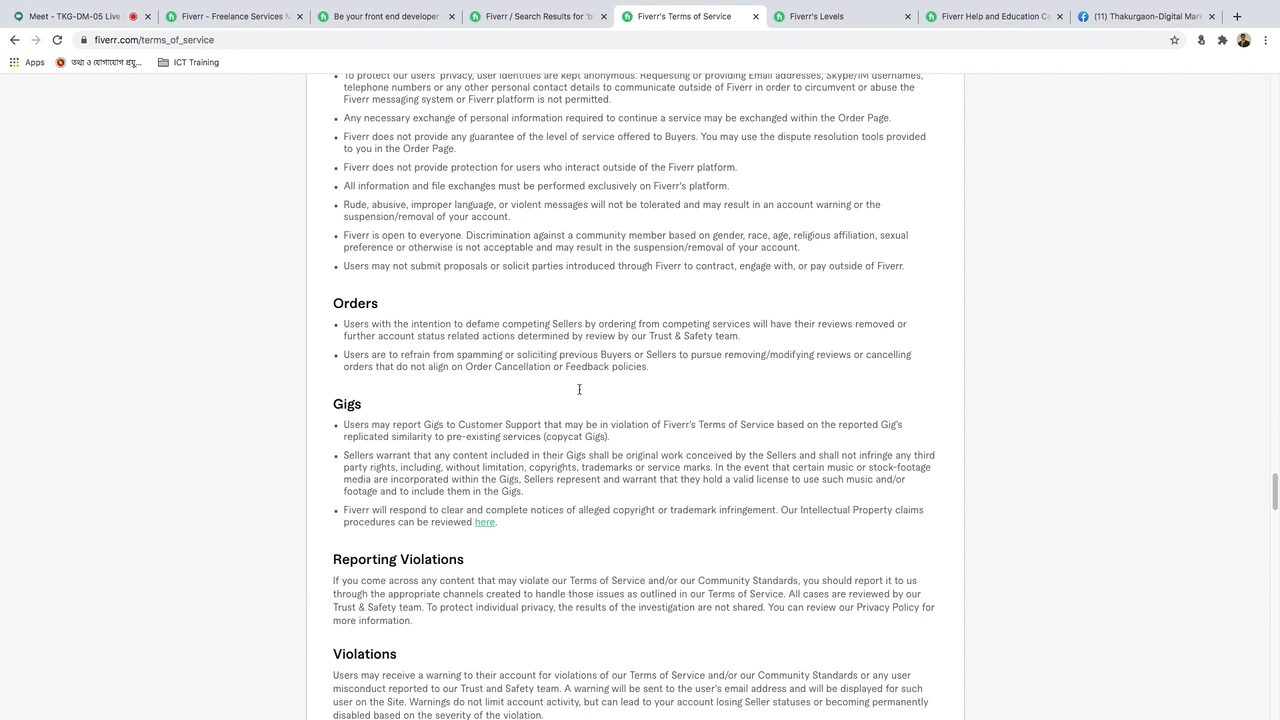 Meet - TKG-DM-05 Live
Fiverr - Freelance Services M
Be your front end developer
Fiverr / Search Results for 'b
Fiverr's Terms of Service
Fiverr's Levels
Fiverr Help and Education C
(11) Thakurgaon-Digital Mar
fiverr.com/terms_of_service
Apps
তথ্য ও যোগাযোগ প্রযু...
ICT Training
To protect our users' privacy, user identities are kept anonymous. Requesting or providing Email addresses, Skype/IM usernames,
telephone numbers or any other personal contact details to communicate outside of Fiverr in order to circumvent or abuse the
Fiverr messaging system or Fiverr platform is not permitted.
Any necessary exchange of personal information required to continue a service may be exchanged within the Order Page.
Fiverr does not provide any guarantee of the level of service offered to Buyers. You may use the dispute resolution tools provided
to you in the Order Page.
Fiverr does not provide protection for users who interact outside of the Fiverr platform.
All information and file exchanges must be performed exclusively on Fiverr's platform.
Rude, abusive, improper language, or violent messages will not be tolerated and may result in an account warning or the
suspension/removal of your account.
Fiverr is open to everyone. Discrimination against a community member based on gender, race, age, religious affiliation, sexual
preference or otherwise is not acceptable and may result in the suspension/removal of your account.
Users may not submit proposals or solicit parties introduced through Fiverr to contract, engage with, or pay outside of Fiverr.
Orders
Users with the intention to defame competing Sellers by ordering from competing services will have their reviews removed or
further account status related actions determined by review by our Trust & Safety team.
Users are to refrain from spamming or soliciting previous Buyers or Sellers to pursue removing/modifying reviews or cancelling
orders that do not align on Order Cancellation or Feedback policies.
Gigs
Users may report Gigs to Customer Support that may be in violation of Fiverr's Terms of Service based on the reported Gig's
replicated similarity to pre-existing services (copycat Gigs).
Sellers warrant that any content included in their Gigs shall be original work conceived by the Sellers and shall not infringe any third
party rights, including, without limitation, copyrights, trademarks or service marks. In the event that certain music or stock-footage
media are incorporated within the Gigs, Sellers represent and warrant that they hold a valid license to use such music and/or
footage and to include them in the Gigs.
Fiverr will respond to clear and complete notices of alleged copyright or trademark infringement. Our Intellectual Property claims
procedures can be reviewed here.
Reporting Violations
If you come across any content that may violate our Terms of Service and/or our Community Standards, you should report it to us
through the appropriate channels created to handle those issues as outlined in our Terms of Service. All cases are reviewed by our
Trust & Safety team. To protect individual privacy, the results of the investigation are not shared. You can review our Privacy Policy for
more information.
Violations
Users may receive a warning to their account for violations of our Terms of Service and/or our Community Standards or any user
misconduct reported to our Trust and Safety team. A warning will be sent to the user's email address and will be displayed for such
user on the Site. Warnings do not limit account activity, but can lead to your account losing Seller statuses or becoming permanently
disabled based on the severity of the violation.